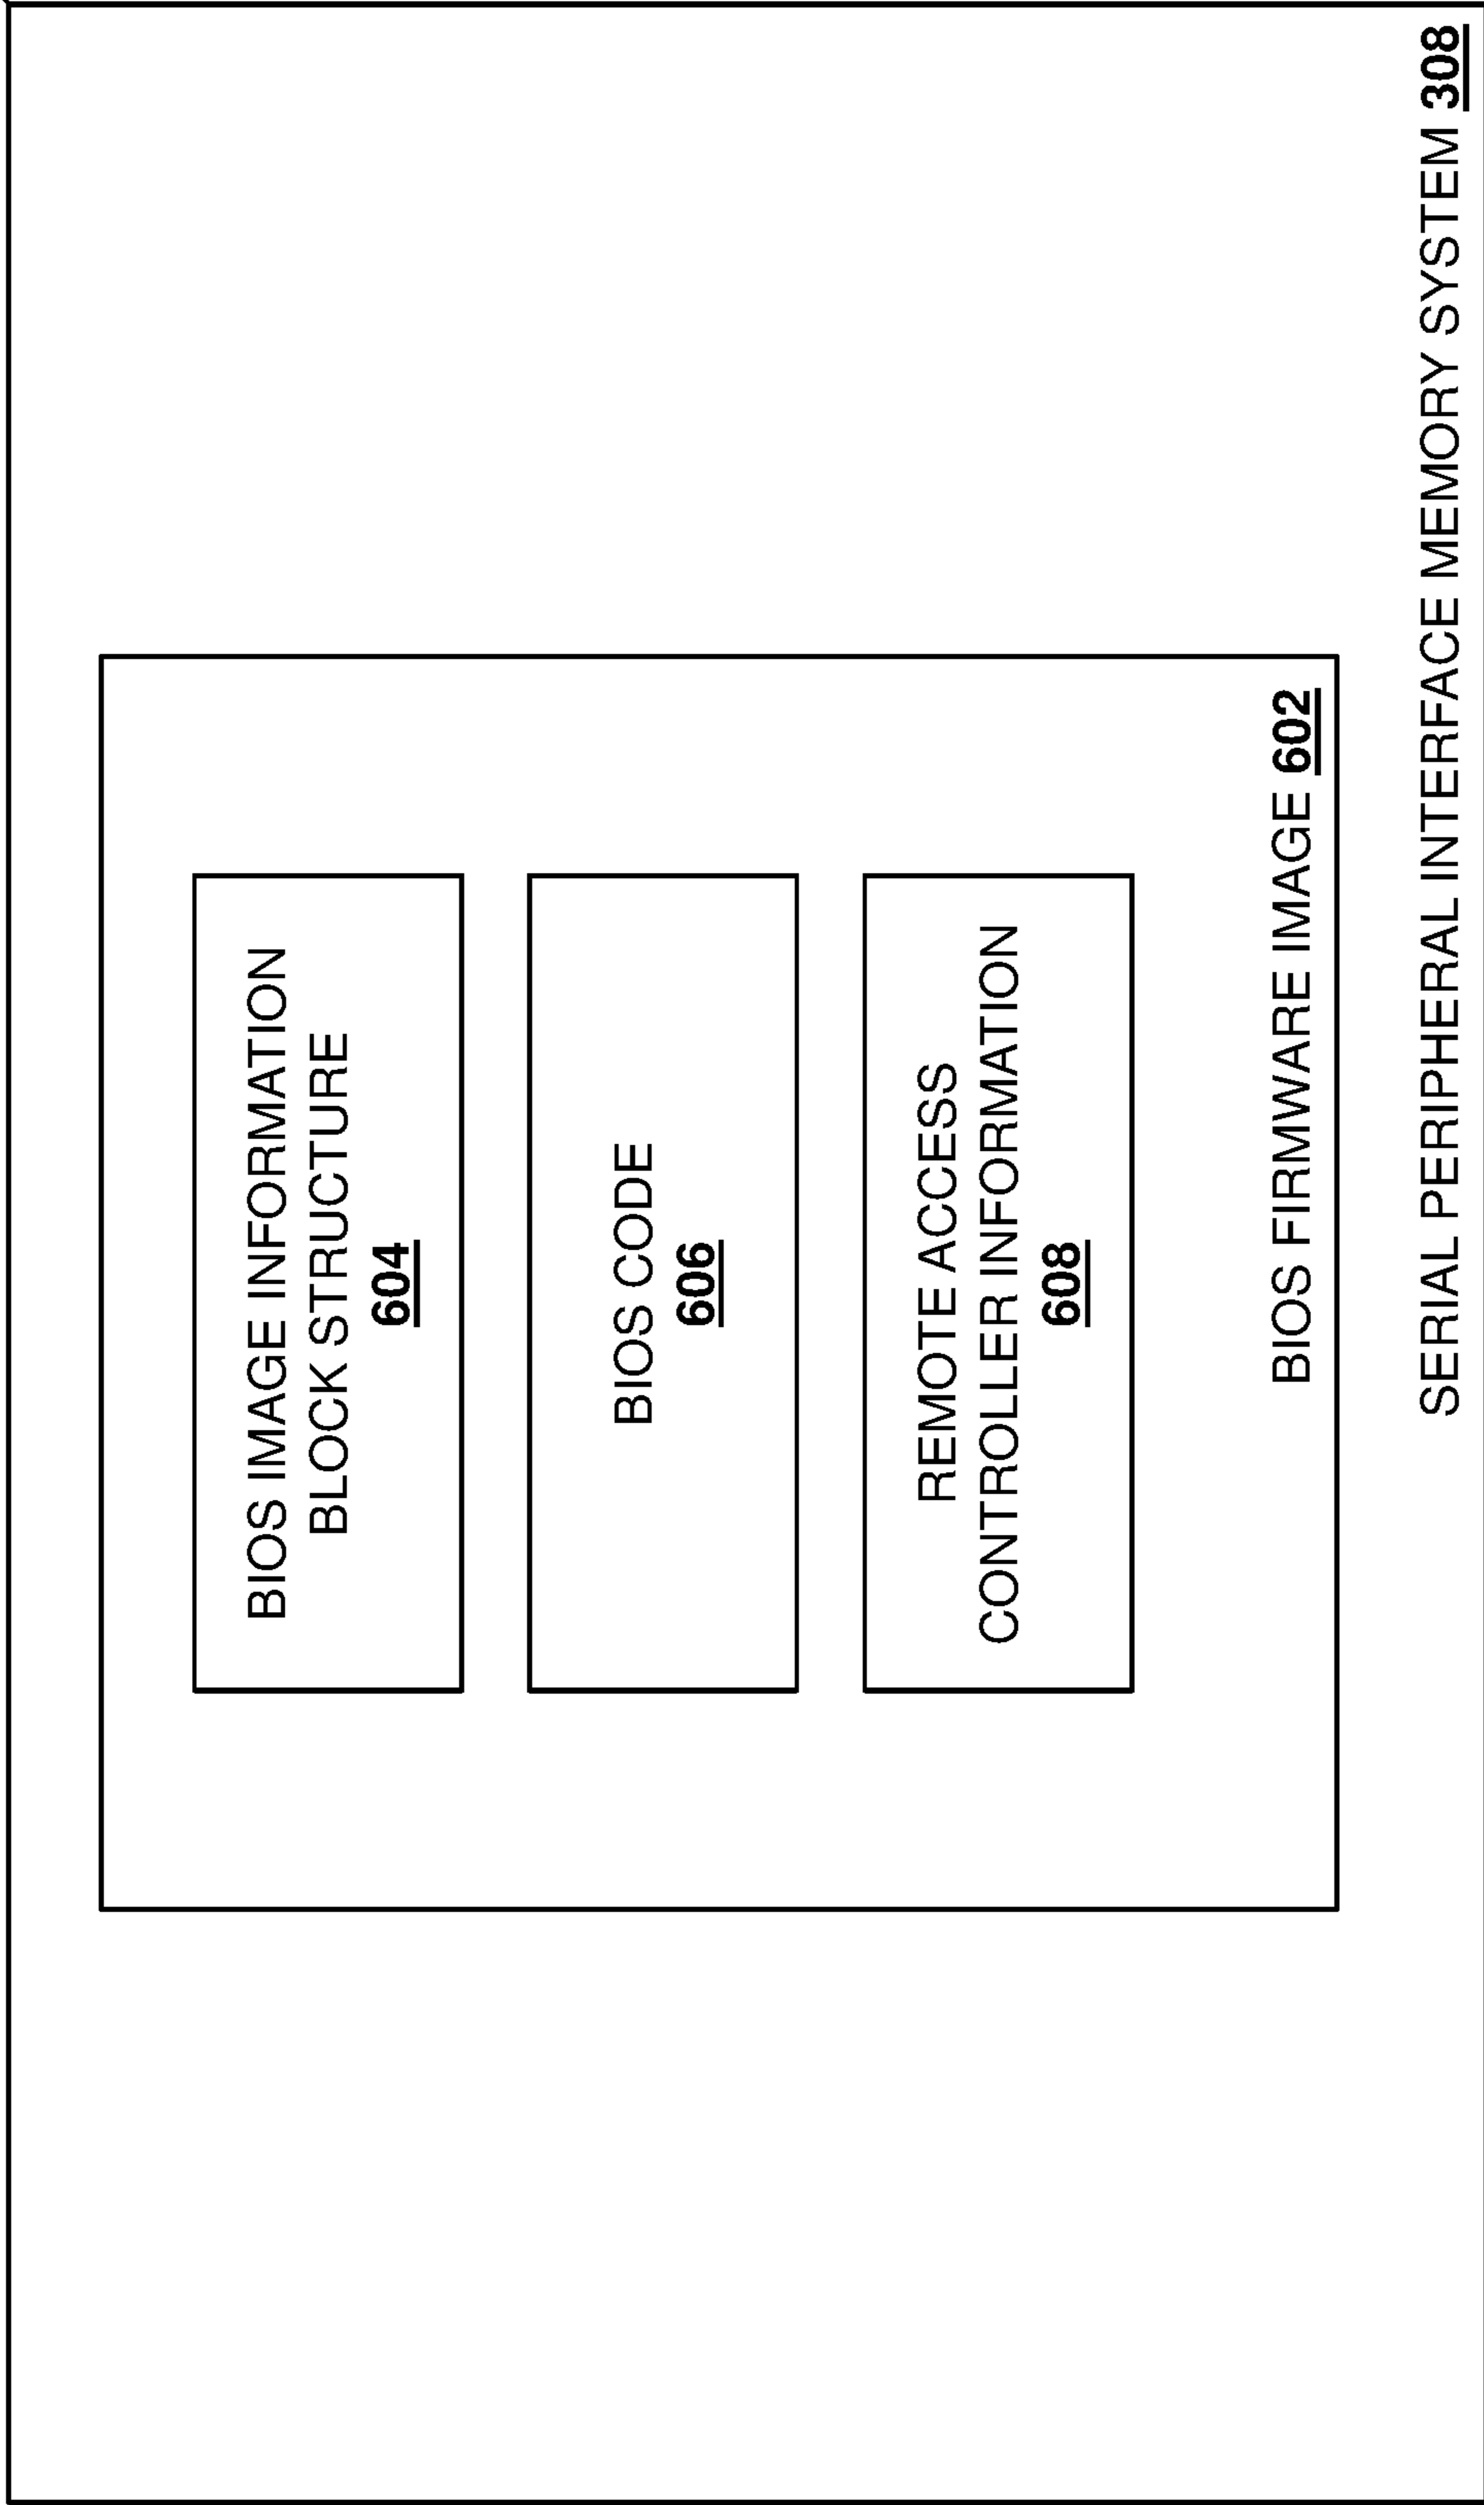 BIOS IMAGE INFORMATION
BLOCK STRUCTURE
604
BIOS CODE
606
REMOTE ACCESS
CONTROLLER INFORMATION
608
BIOS FIRMWARE IMAGE 602
SERIAL PERIPHERAL INTERFACE MEMORY SYSTEM 308